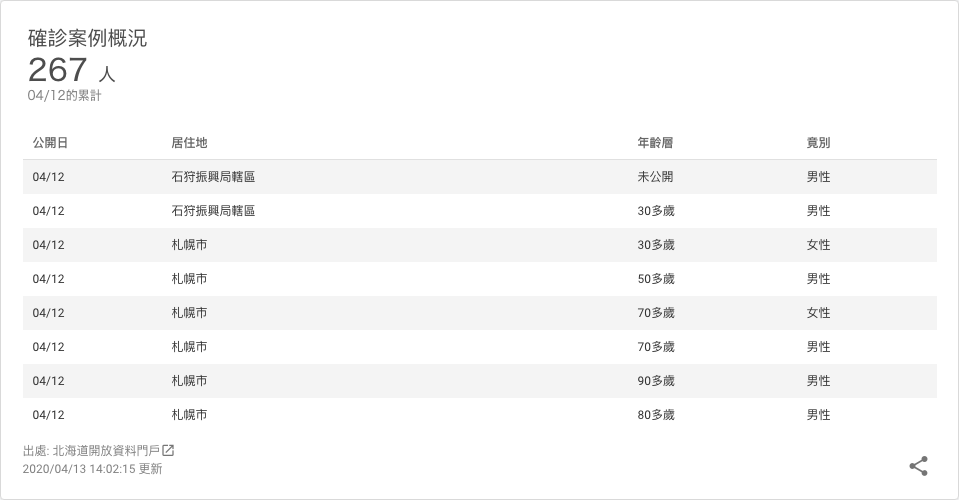 確診案例概況
267 人
04/12的累計
公開日 居住地 年齡層 竟別
04/12 石狩振興局轄區 未公開 男性
04/12 石狩振興局轄區 30多歲 男性
04/12 札幌市 30多歲 女性
04/12 札幌市 50多歲 男性
04/12 札幌市 70多歲 女性
04/12 札幌市 70多歲 男性
04/12 札幌市 90多歲 男性
04/12 札幌市 80多歲 男性
出處: 北海道開放資料門戶
2020/04/13 14:02:15 更新